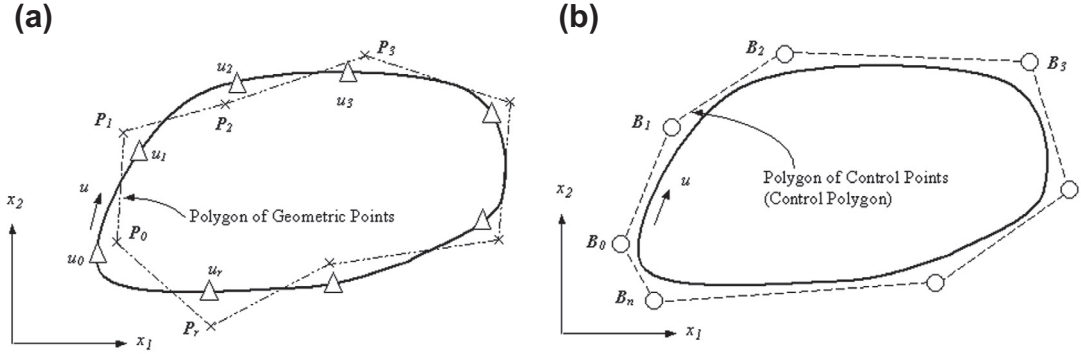 (a)
P3
u2
u3
P1
P2
u1
u
x2
Polygon of Geometric Points
P0
u0
ur
Pr
x1
(b)
B2
B3
B1
Polygon of Control Points
(Control Polygon)
u
x2
B0
Bn
x1